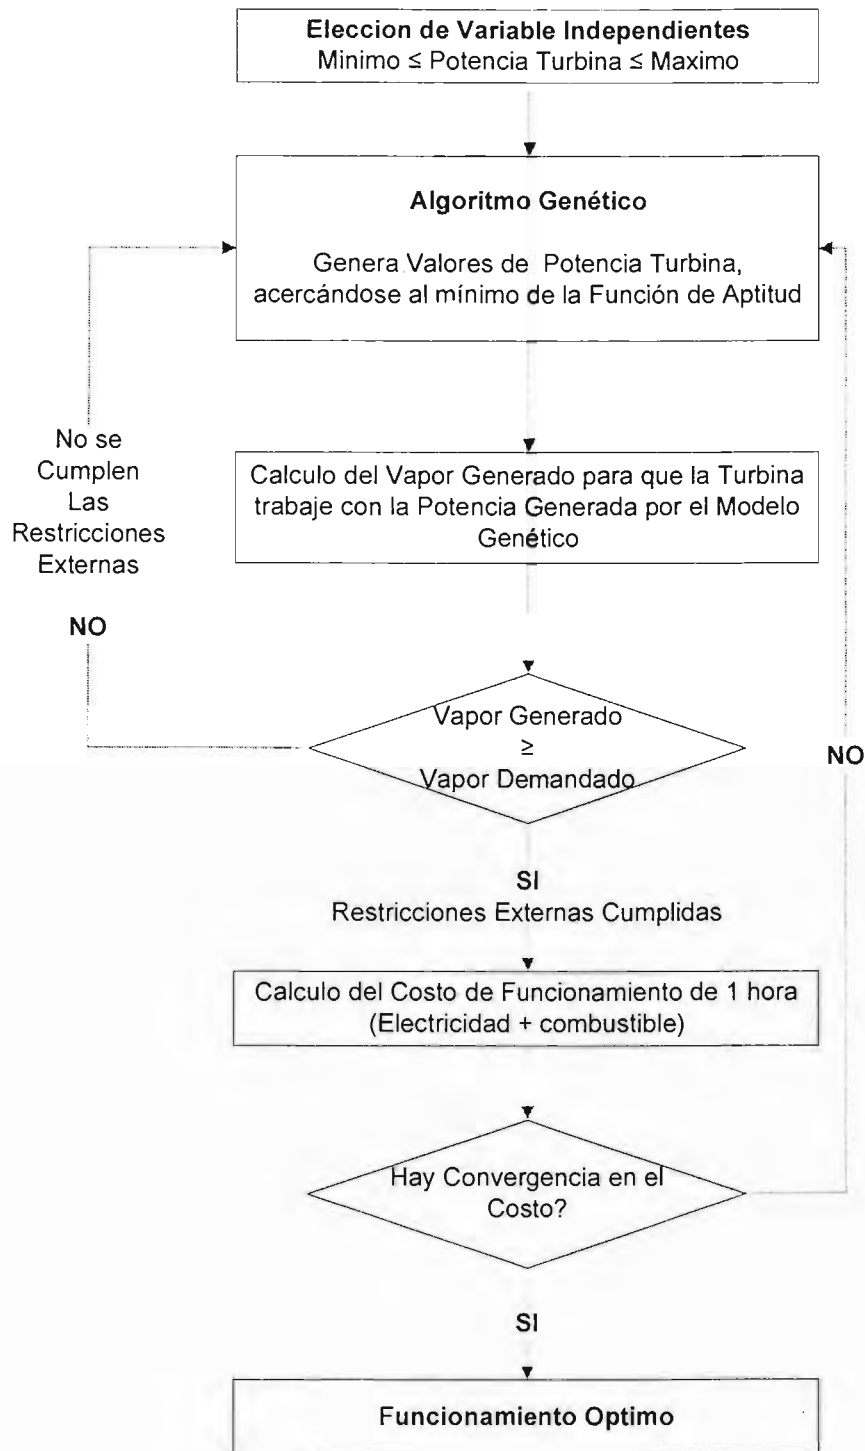 Eleccion de Variable Independientes
Minimo ≤ Potencia Turbina ≤ Maximo
Algoritmo Genético
Genera Valores de Potencia Turbina,
acercándose al mínimo de la Función de Aptitud
No se
Cumplen
Las
Restricciones
Externas
NO
Calculo del Vapor Generado para que la Turbina
trabaje con la Potencia Generada por el Modelo
Genético
Vapor Generado
≥
Vapor Demandado
NO
SI
Restricciones Externas Cumplidas
Calculo del Costo de Funcionamiento de 1 hora
(Electricidad + combustible)
Hay Convergencia en el
Costo?
SI
Funcionamiento Optimo